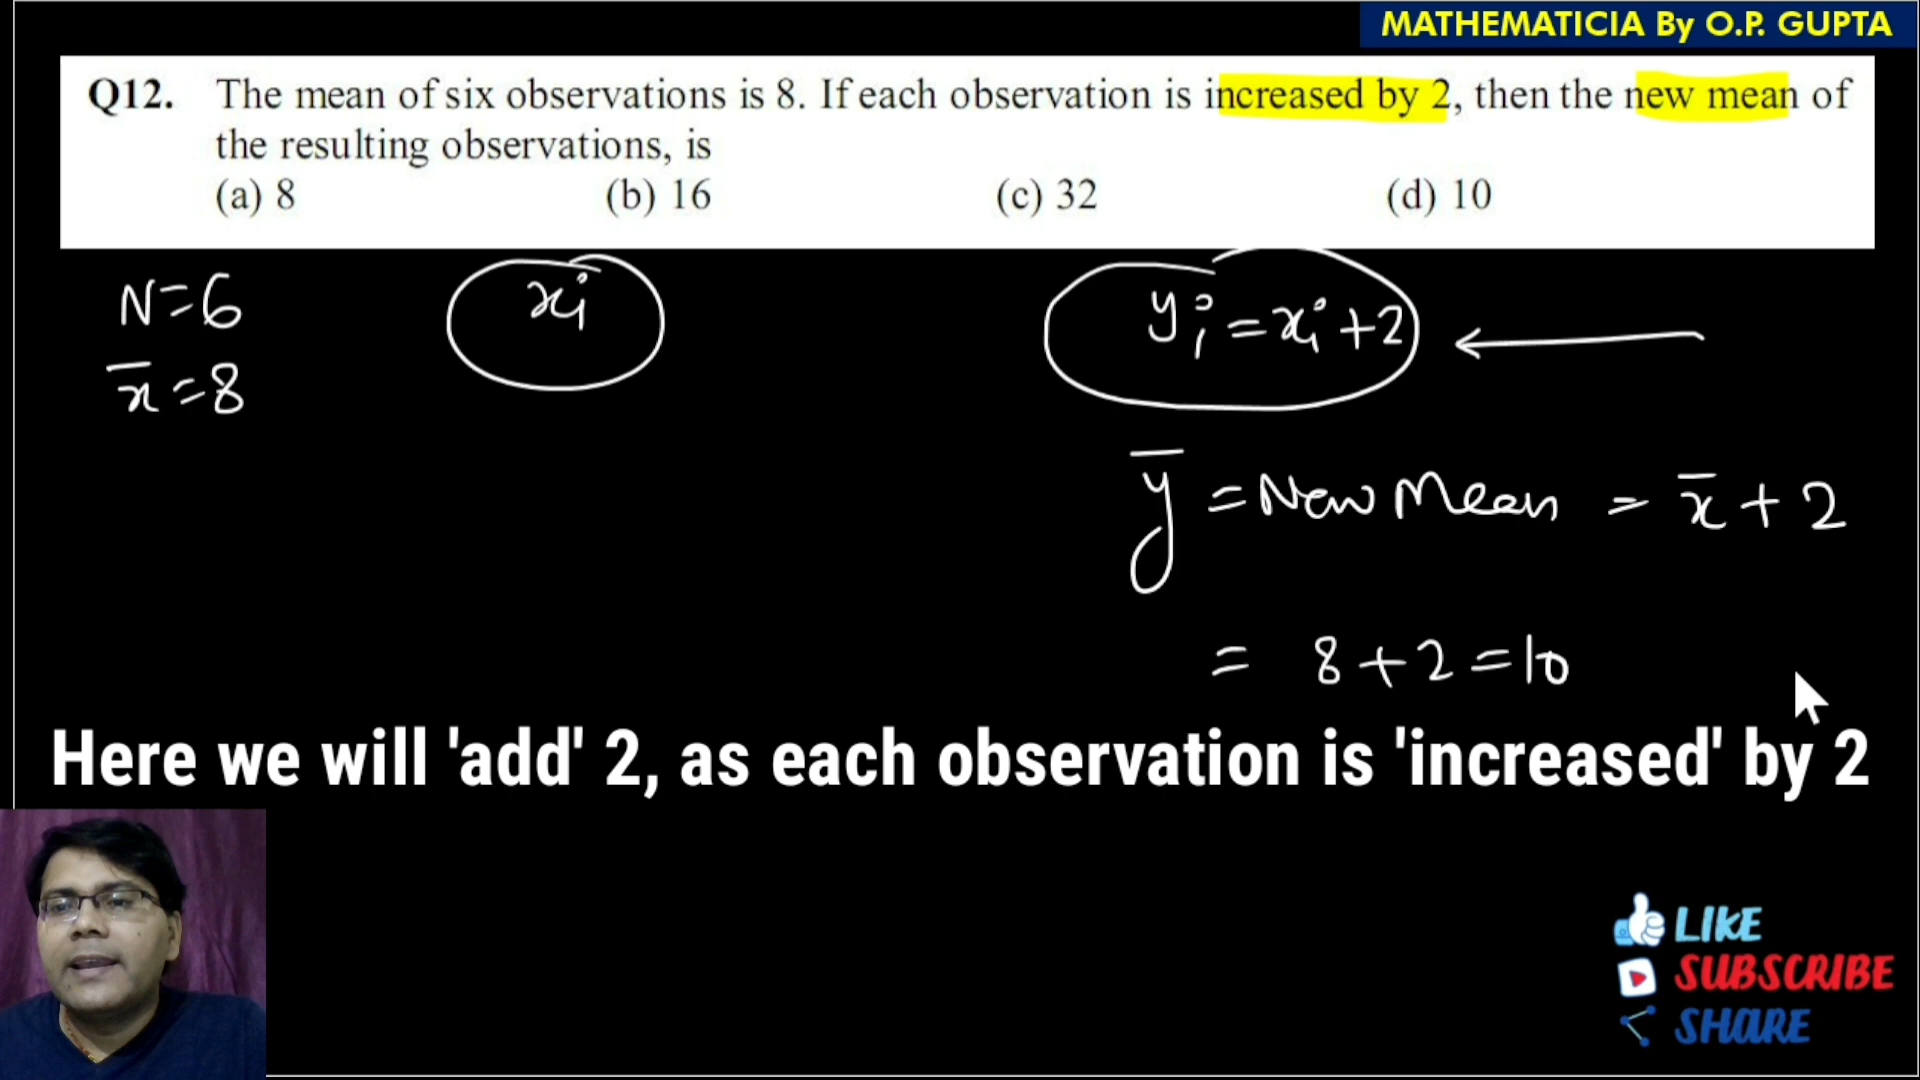 MATHEMATICIA By O.P. GUPTA
Q12. The mean of six observations is 8. If each observation is increased by 2, then the new mean of
the resulting observations, is
(a) 8 (b) 16 (c) 32 (d) 10
N=6
x̄=8
xi
yi=xi+2
ȳ = New Mean = x̄+2
= 8+2=10
Here we will 'add' 2, as each observation is 'increased' by 2
LIKE
SUBSCRIBE
SHARE